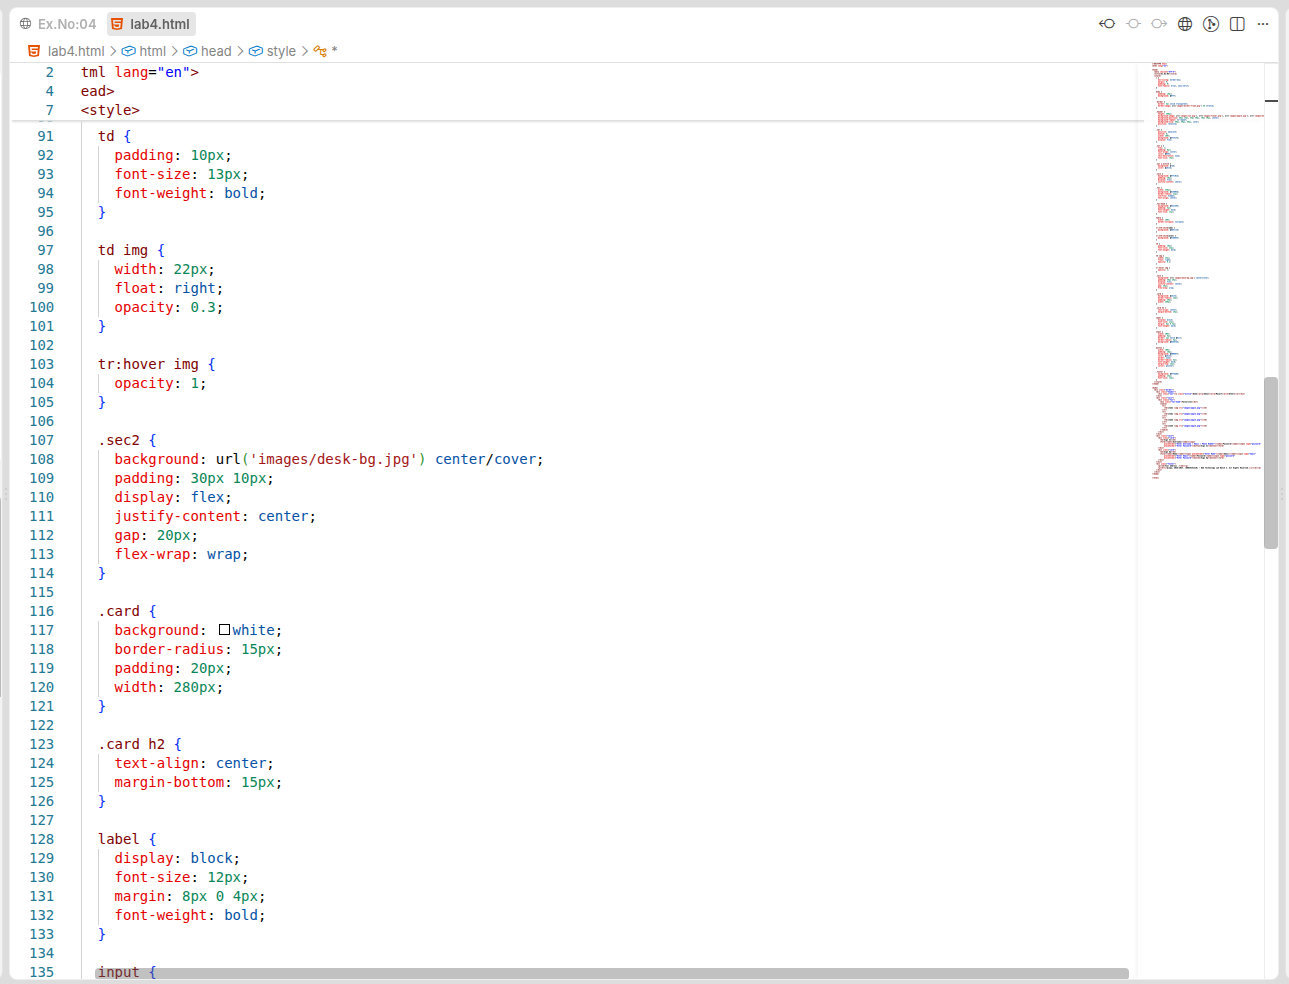 Ex.No:04 lab4.html
lab4.html > html > head > style > *
2 tml lang="en">
4 ead>
7 <style>
91 td {
92 padding: 10px;
93 font-size: 13px;
94 font-weight: bold;
95 }
96
97 td img {
98 width: 22px;
99 float: right;
100 opacity: 0.3;
101 }
102
103 tr:hover img {
104 opacity: 1;
105 }
106
107 .sec2 {
108 background: url('images/desk-bg.jpg') center/cover;
109 padding: 30px 10px;
110 display: flex;
111 justify-content: center;
112 gap: 20px;
113 flex-wrap: wrap;
114 }
115
116 .card {
117 background: white;
118 border-radius: 15px;
119 padding: 20px;
120 width: 280px;
121 }
122
123 .card h2 {
124 text-align: center;
125 margin-bottom: 15px;
126 }
127
128 label {
129 display: block;
130 font-size: 12px;
131 margin: 8px 0 4px;
132 font-weight: bold;
133 }
134
135 input {